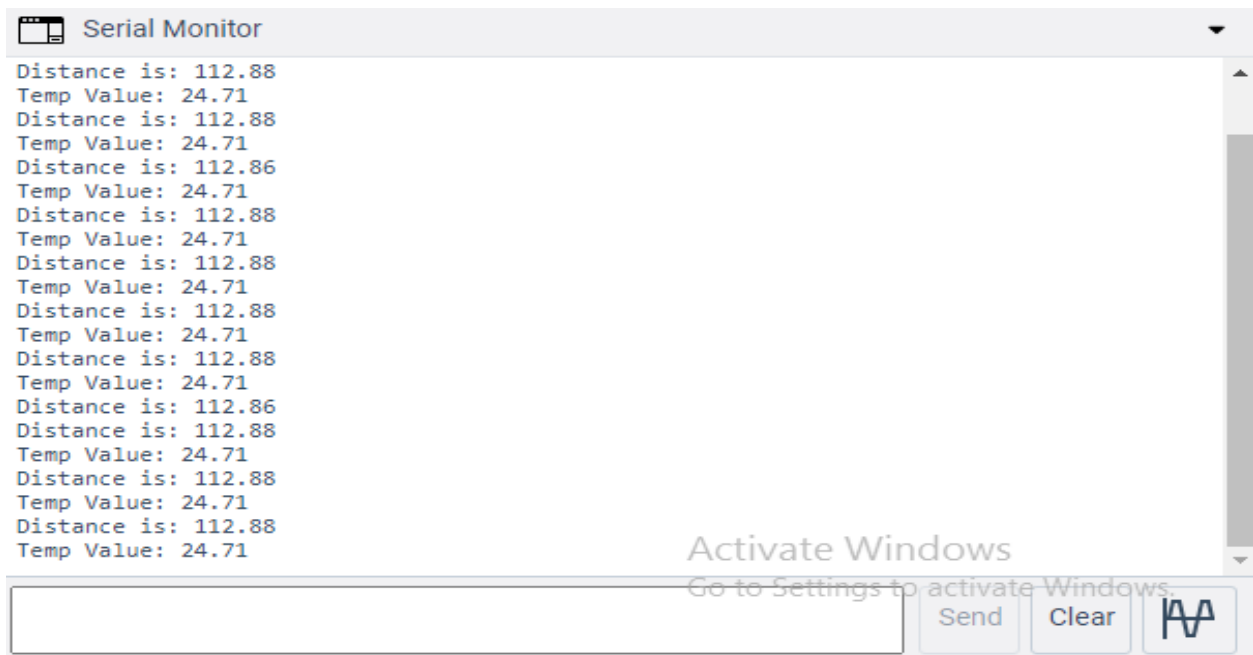 Serial Monitor
Distance is: 112.88
Temp Value: 24.71
Distance is: 112.88
Temp Value: 24.71
Distance is: 112.86
Temp Value: 24.71
Distance is: 112.88
Temp Value: 24.71
Distance is: 112.88
Temp Value: 24.71
Distance is: 112.88
Temp Value: 24.71
Distance is: 112.88
Temp Value: 24.71
Distance is: 112.86
Distance is: 112.88
Temp Value: 24.71
Distance is: 112.88
Temp Value: 24.71
Distance is: 112.88
Temp Value: 24.71
Activate Windows
Go to Settings to activate Windows.
Send
Clear